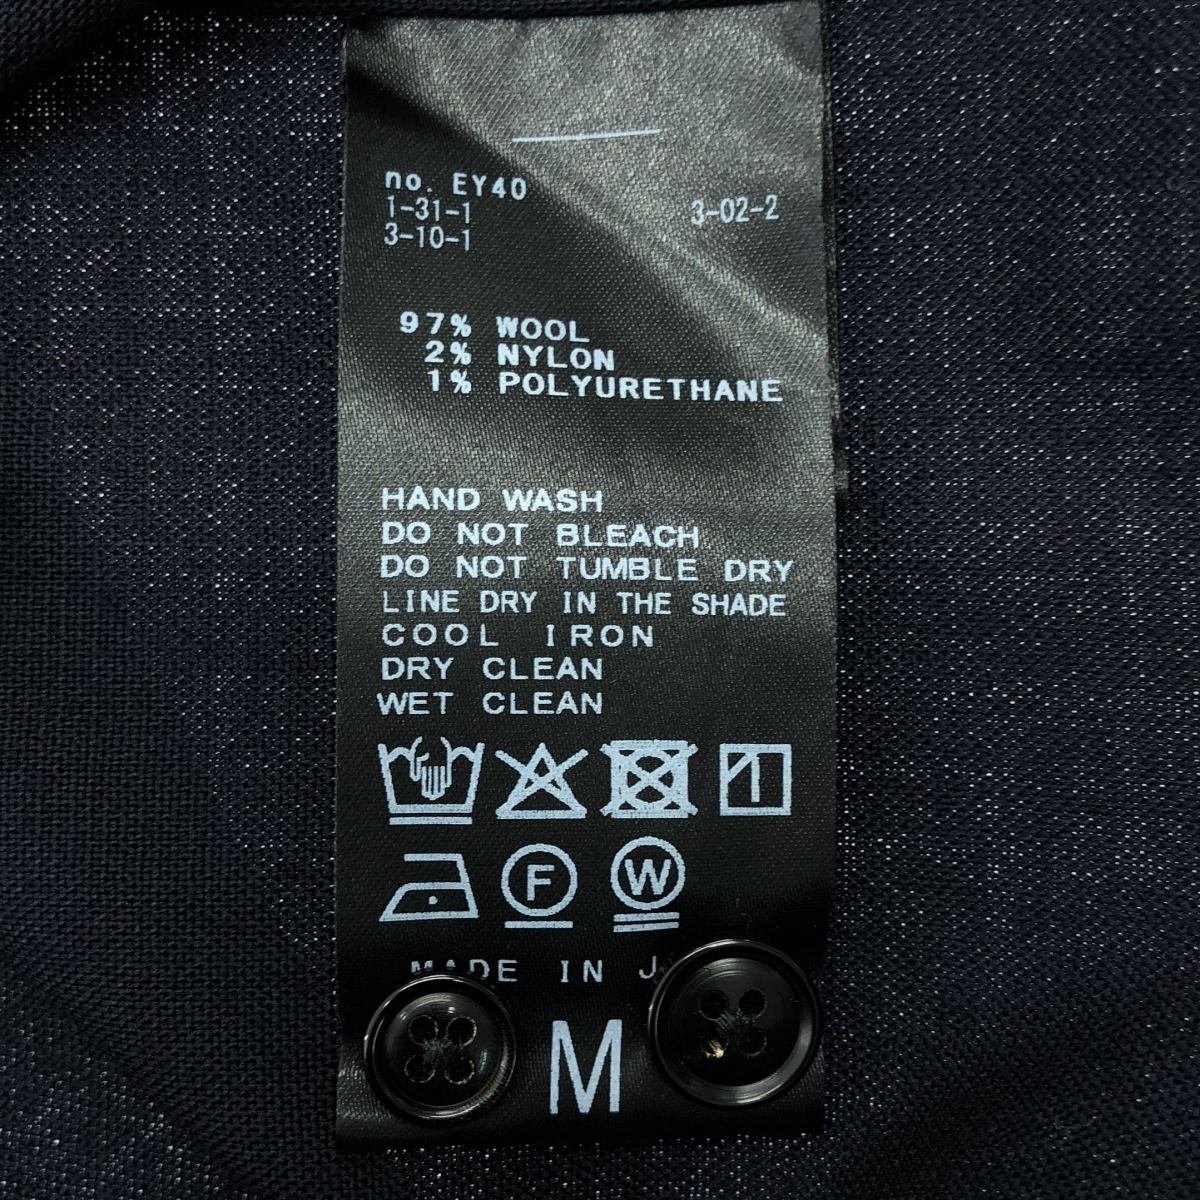 no. EY40
1-31-1 3-02-2
3-10-1
97% WOOL
2% NYLON
1% POLYURETHANE
HAND WASH
DO NOT BLEACH
DO NOT TUMBLE DRY
LINE DRY IN THE SHADE
COOL IRON
DRY CLEAN
WET CLEAN
F W
MADE IN
M